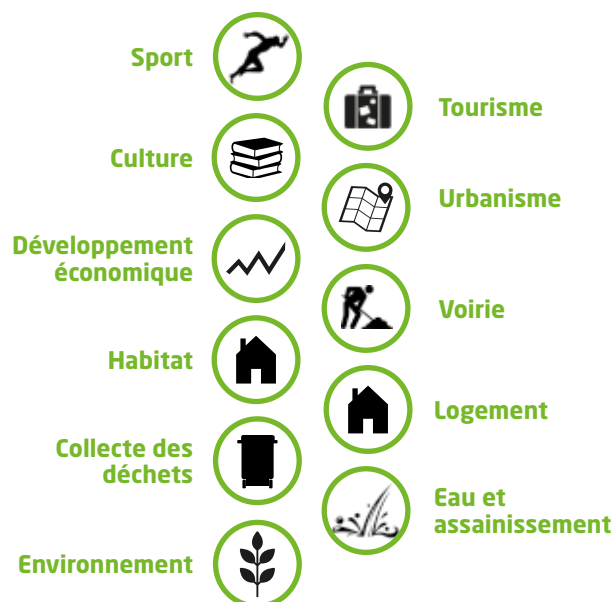 Sport
Tourisme
Culture
Urbanisme
Développement
économique
Voirie
Habitat
Logement
Collecte des
déchets
Eau et
assainissement
Environnement